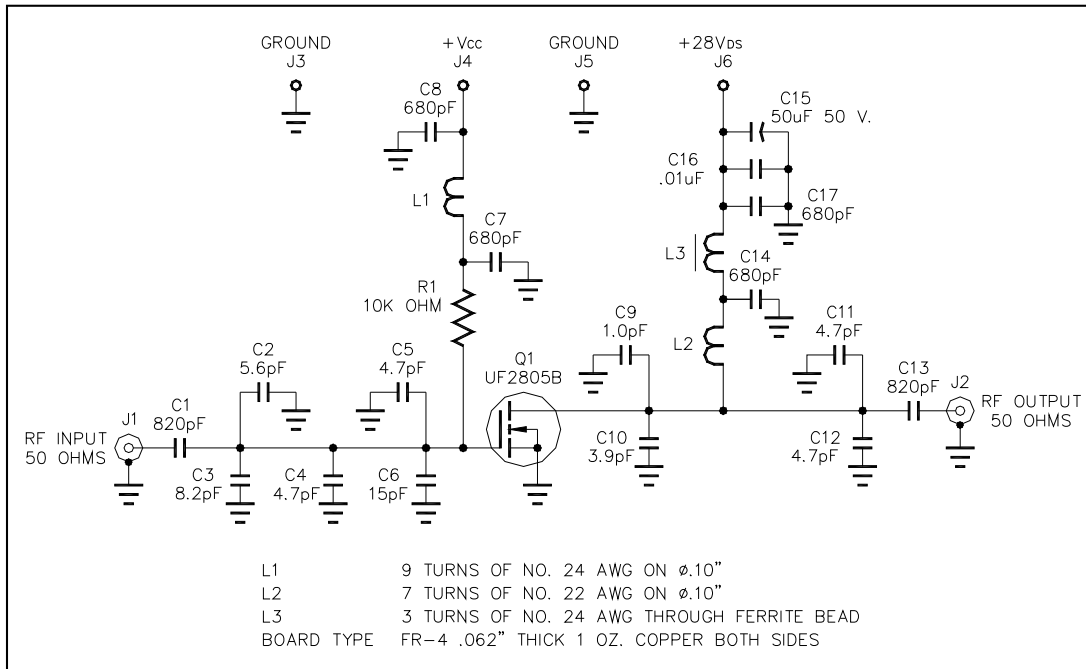 GROUND
J3
+Vcc
J4
GROUND
J5
+28VDS
J6
C8
680pF
C15
50uF 50 V.
C16
.01uF
C17
680pF
L1
C7
680pF
L3
C14
680pF
R1
10K OHM
C9
1.0pF
L2
C11
4.7pF
C2
5.6pF
C5
4.7pF
Q1
UF2805B
C13
820pF
J2
RF OUTPUT
50 OHMS
J1
C1
820pF
RF INPUT
50 OHMS
C3
8.2pF
C4
4.7pF
C6
15pF
C10
3.9pF
C12
4.7pF
L1 9 TURNS OF NO. 24 AWG ON ø.10"
L2 7 TURNS OF NO. 22 AWG ON ø.10"
L3 3 TURNS OF NO. 24 AWG THROUGH FERRITE BEAD
BOARD TYPE FR-4 .062" THICK 1 OZ. COPPER BOTH SIDES